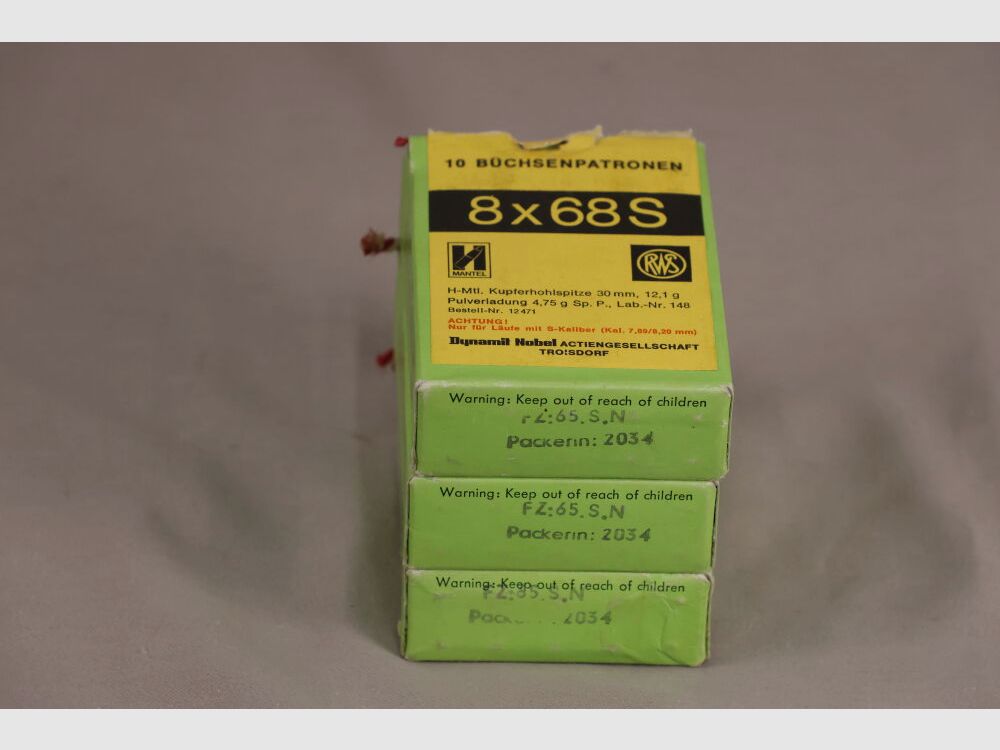 10 BÜCHSENPATRONEN
8x68S
MANTEL
RWS
H-Mtl. Kupferhohlspitze 30 mm, 12,1 g
Pulverladung 4,75 g Sp. P., Lab.-Nr. 148
Bestell-Nr. 12471
ACHTUNG!
Nur für Läufe mit S-Kaliber (Kal. 7,89/8,20 mm)
Dynamit Nobel ACTIENGESELLSCHAFT
TROISDORF
Warning: Keep out of reach of children
FZ:65.S.N
Packerin: 2034
Warning: Keep out of reach of children
FZ:65.S.N
Packerin: 2034
Warning: Keep out of reach of children
2034